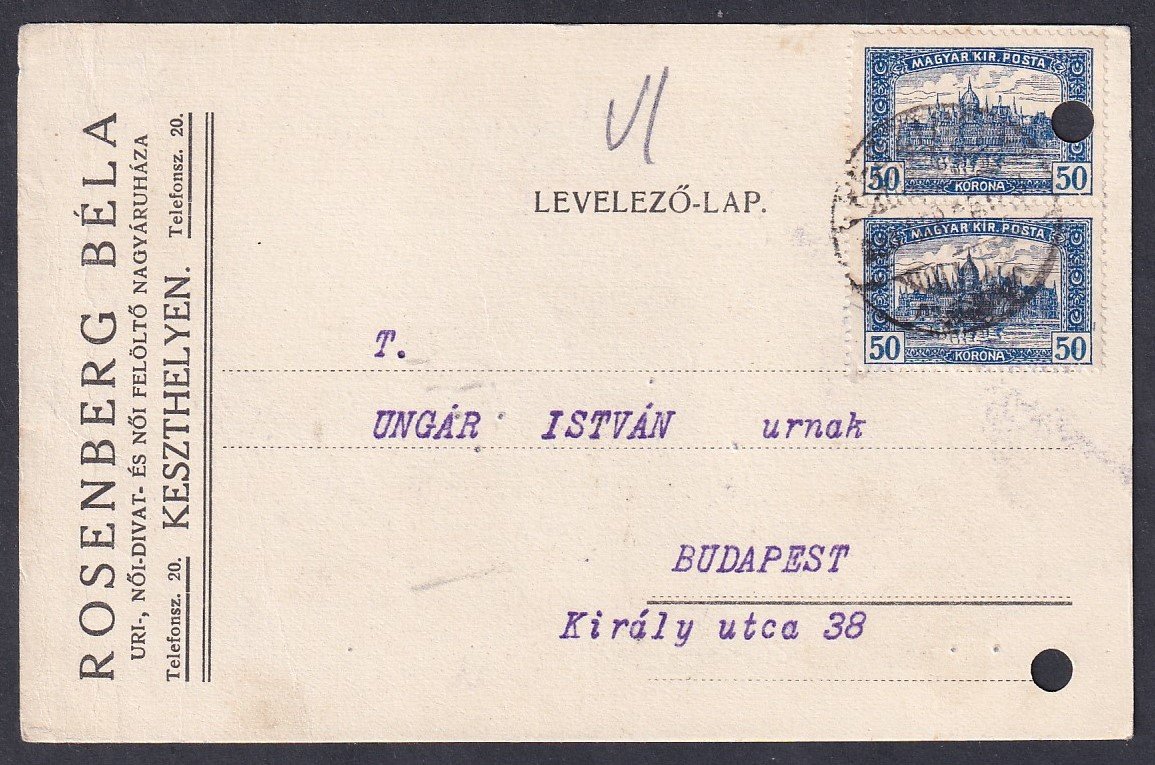 ROSENBERG BÉLA
URI-, NŐI-DIVAT- ÉS NŐI FELÖLTŐ NAGYÁRUHÁZA
Telefonsz. 20. KESZTHELYEN. Telefonsz. 20.
LEVELEZŐ-LAP.
MAGYAR KIR. POSTA
50 KORONA 50
MAGYAR KIR. POSTA
50 KORONA 50
T.
UNGÁR ISTVÁN urnak
BUDAPEST
Király utca 38